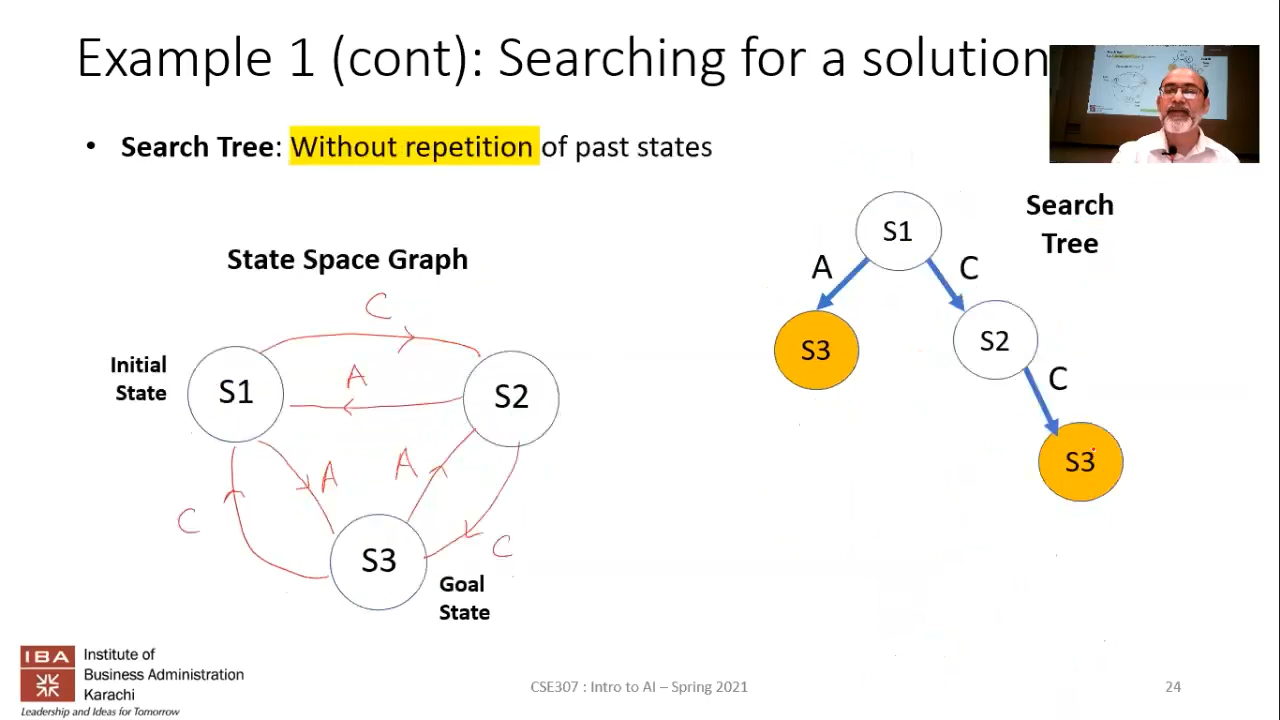 Example 1 (cont): Searching for a solution
• Search Tree: Without repetition of past states
State Space Graph
Search
Tree
S1
A
C
S3
S2
C
S3
C
Initial
State
S1
A
S2
A
A
C
C
S3
Goal
State
IBA
Institute of
Business Administration
Karachi
Leadership and Ideas for Tomorrow
CSE307 : Intro to AI – Spring 2021
24